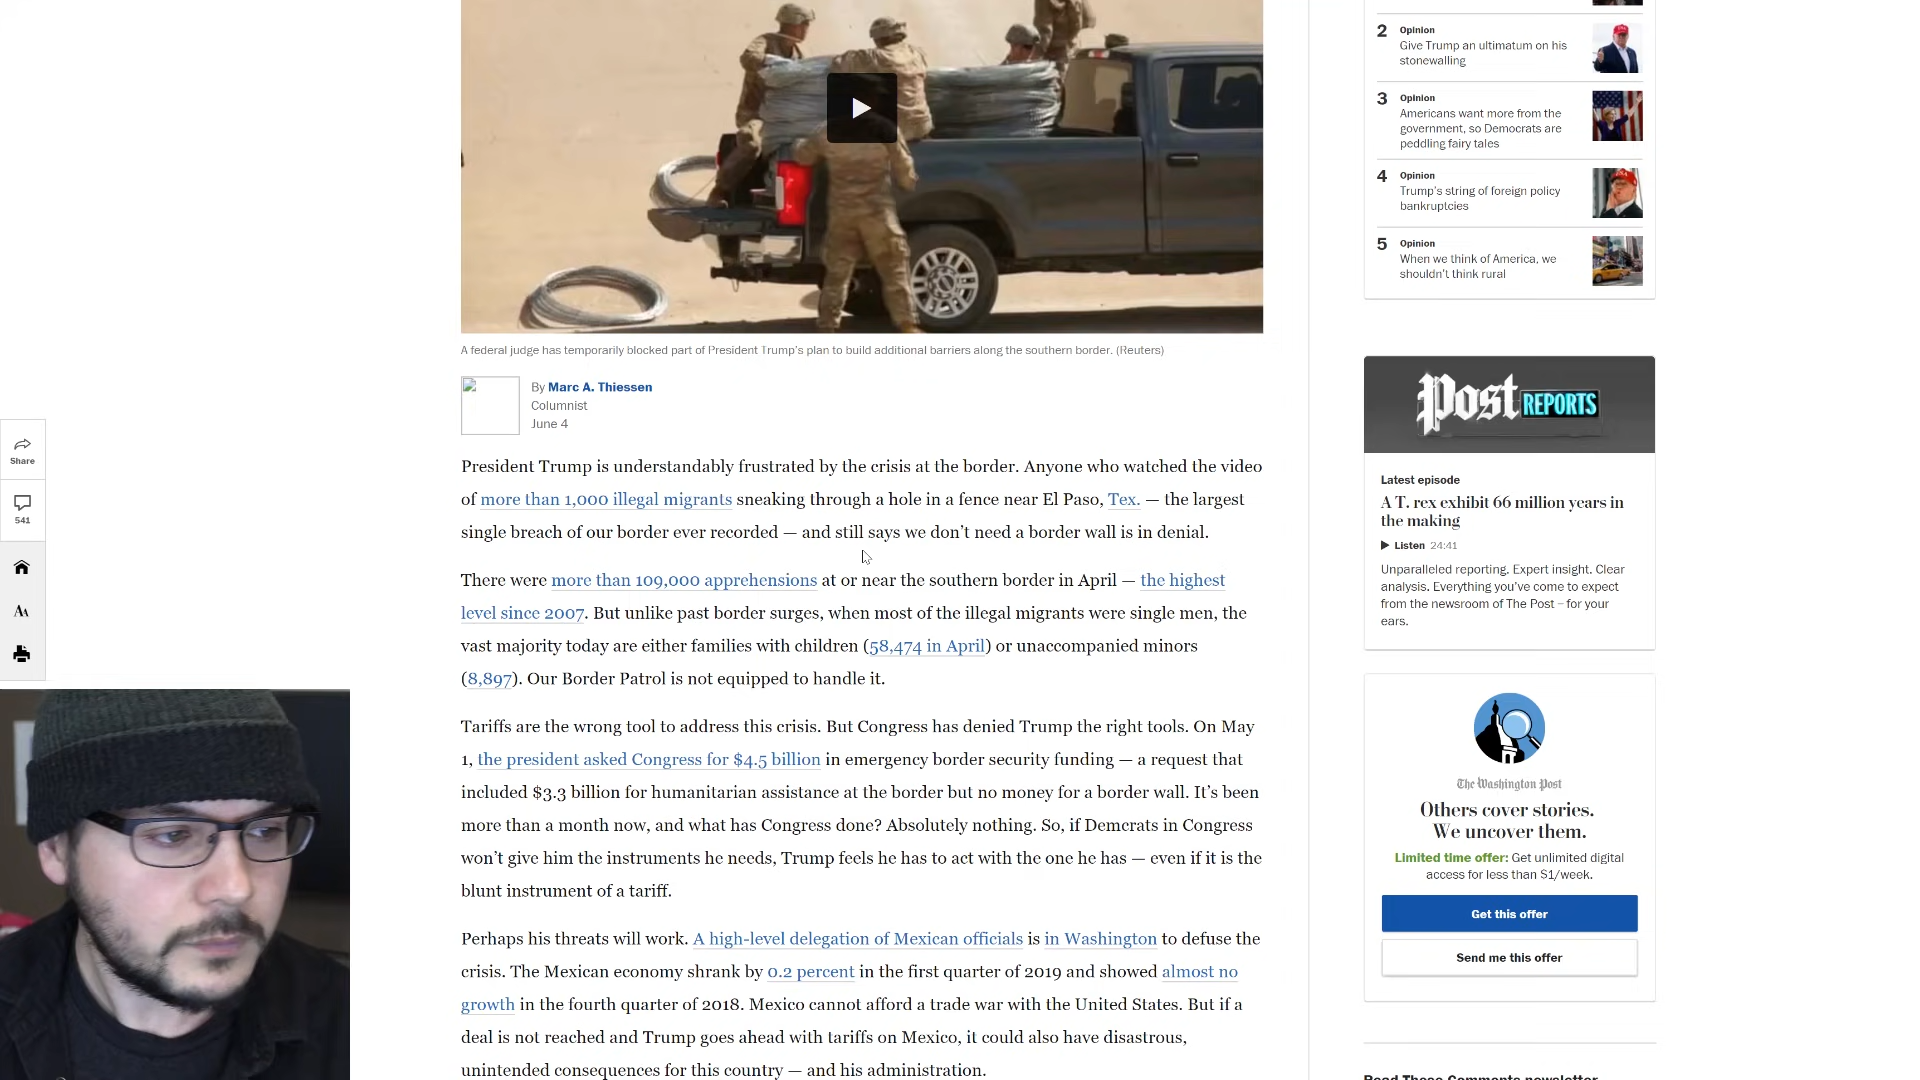 2 Opinion
Give Trump an ultimatum on his
stonewalling
3 Opinion
Americans want more from the
government, so Democrats are
peddling fairy tales
4 Opinion
Trump's string of foreign policy
bankruptcies
5 Opinion
When we think of America, we
shouldn't think rural
A federal judge has temporarily blocked part of President Trump's plan to build additional barriers along the southern border. (Reuters)
By Marc A. Thiessen
Columnist
June 4
Share
541
AA
President Trump is understandably frustrated by the crisis at the border. Anyone who watched the video
of more than 1,000 illegal migrants sneaking through a hole in a fence near El Paso, Tex. — the largest
single breach of our border ever recorded — and still says we don't need a border wall is in denial.
There were more than 109,000 apprehensions at or near the southern border in April — the highest
level since 2007. But unlike past border surges, when most of the illegal migrants were single men, the
vast majority today are either families with children (58,474 in April) or unaccompanied minors
(8,897). Our Border Patrol is not equipped to handle it.
Tariffs are the wrong tool to address this crisis. But Congress has denied Trump the right tools. On May
1, the president asked Congress for $4.5 billion in emergency border security funding — a request that
included $3.3 billion for humanitarian assistance at the border but no money for a border wall. It's been
more than a month now, and what has Congress done? Absolutely nothing. So, if Demcrats in Congress
won't give him the instruments he needs, Trump feels he has to act with the one he has — even if it is the
blunt instrument of a tariff.
Perhaps his threats will work. A high-level delegation of Mexican officials is in Washington to defuse the
crisis. The Mexican economy shrank by 0.2 percent in the first quarter of 2019 and showed almost no
growth in the fourth quarter of 2018. Mexico cannot afford a trade war with the United States. But if a
deal is not reached and Trump goes ahead with tariffs on Mexico, it could also have disastrous,
unintended consequences for this country — and his administration.
Post REPORTS
Latest episode
A T. rex exhibit 66 million years in
the making
Listen 24:41
Unparalleled reporting. Expert insight. Clear
analysis. Everything you've come to expect
from the newsroom of The Post – for your
ears.
The Washington Post
Others cover stories.
We uncover them.
Limited time offer: Get unlimited digital
access for less than $1/week.
Get this offer
Send me this offer
Read These Comments newsletter